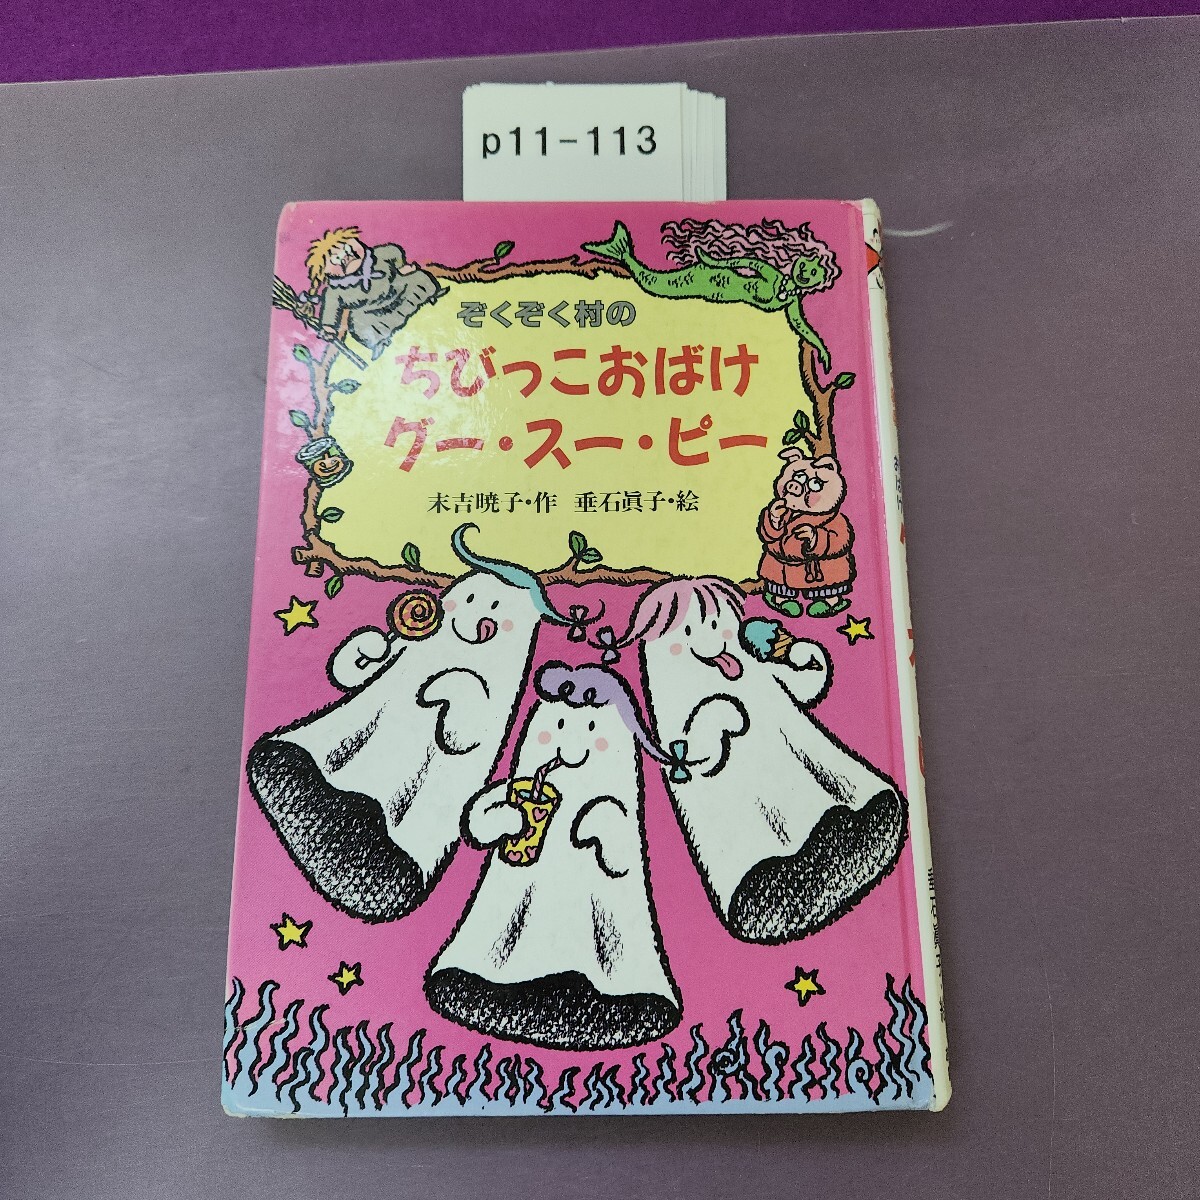 p11-113
ぞくぞく村の
ちびっこおばけ
グー・スー・ピー
末吉暁子・作 垂石眞子・絵